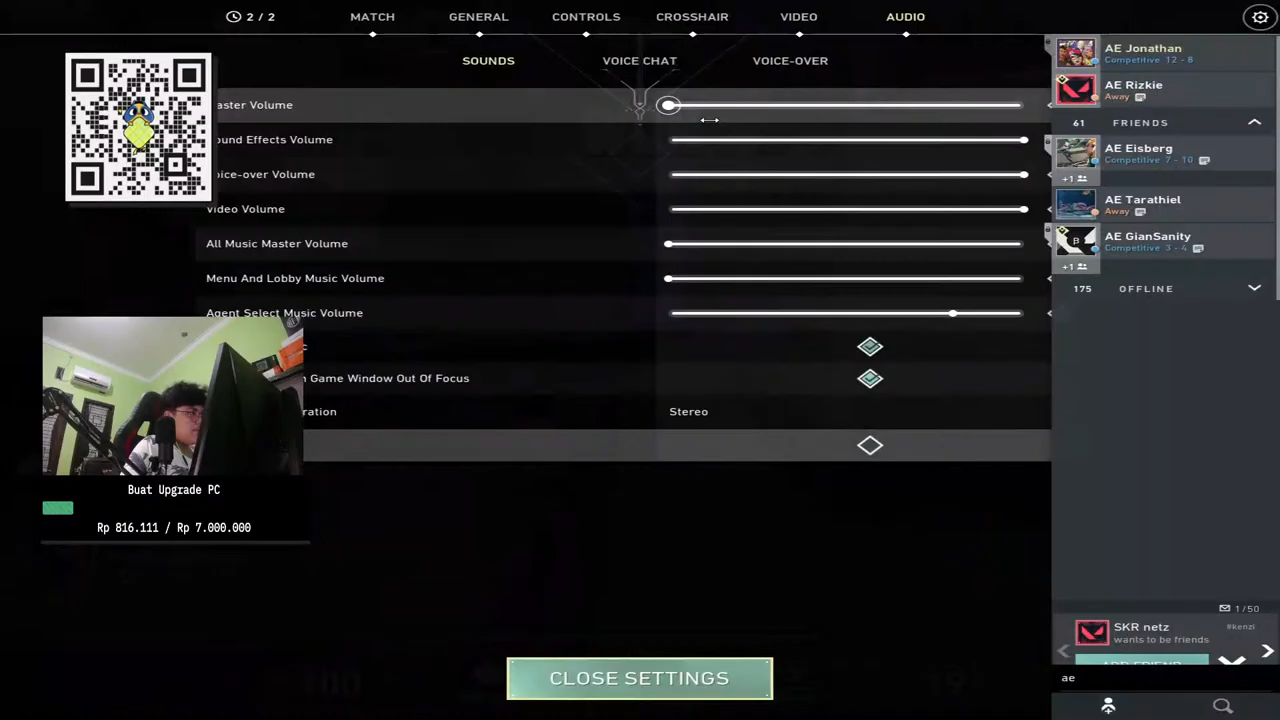 2 / 2
MATCH
GENERAL
CONTROLS
CROSSHAIR
VIDEO
AUDIO
SOUNDS
VOICE CHAT
VOICE-OVER
aster Volume
ound Effects Volume
oice-over Volume
Video Volume
All Music Master Volume
Menu And Lobby Music Volume
Agent Select Music Volume
Game Window Out Of Focus
ration
Stereo
Buat Upgrade PC
Rp 816.111 / Rp 7.000.000
CLOSE SETTINGS
AE Jonathan
Competitive 12 - 8
AE Rizkie
Away
61 FRIENDS
AE Eisberg
Competitive 7 - 10
+1
AE Tarathiel
Away
AE GianSanity
Competitive 3 - 4
+1
175 OFFLINE
1/50
SKR netz
#kenzi
wants to be friends
ae